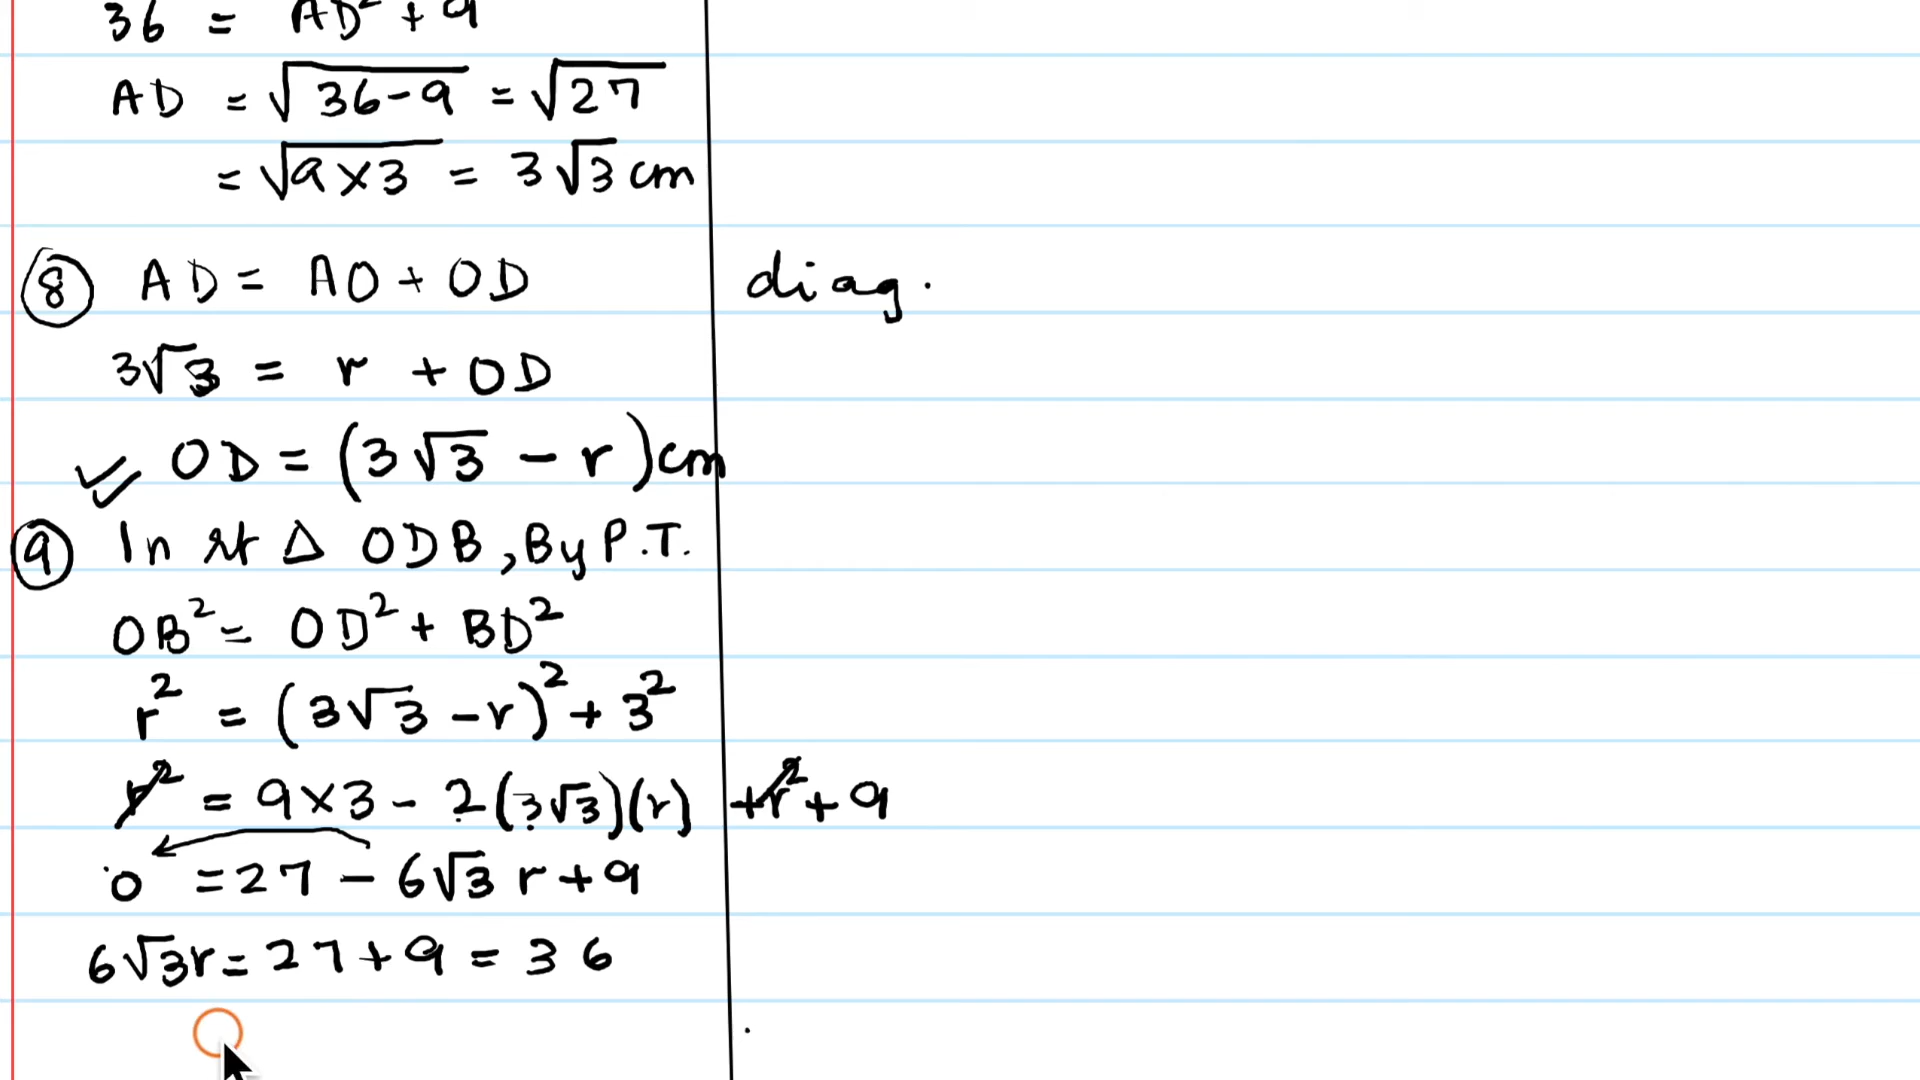 36 = AD² + 9
AD = √36-9 = √27
= √9×3 = 3√3 cm
⑧ AD = AO + OD diag.
3√3 = r + OD
✓ OD = (3√3 - r) cm
⑨ In rt Δ ODB, By P.T.
OB² = OD² + BD²
r² = (3√3 - r)² + 3²
r² = 9×3 - 2(3√3)(r) + r² + 9
0 = 27 - 6√3 r + 9
6√3r = 27 + 9 = 36